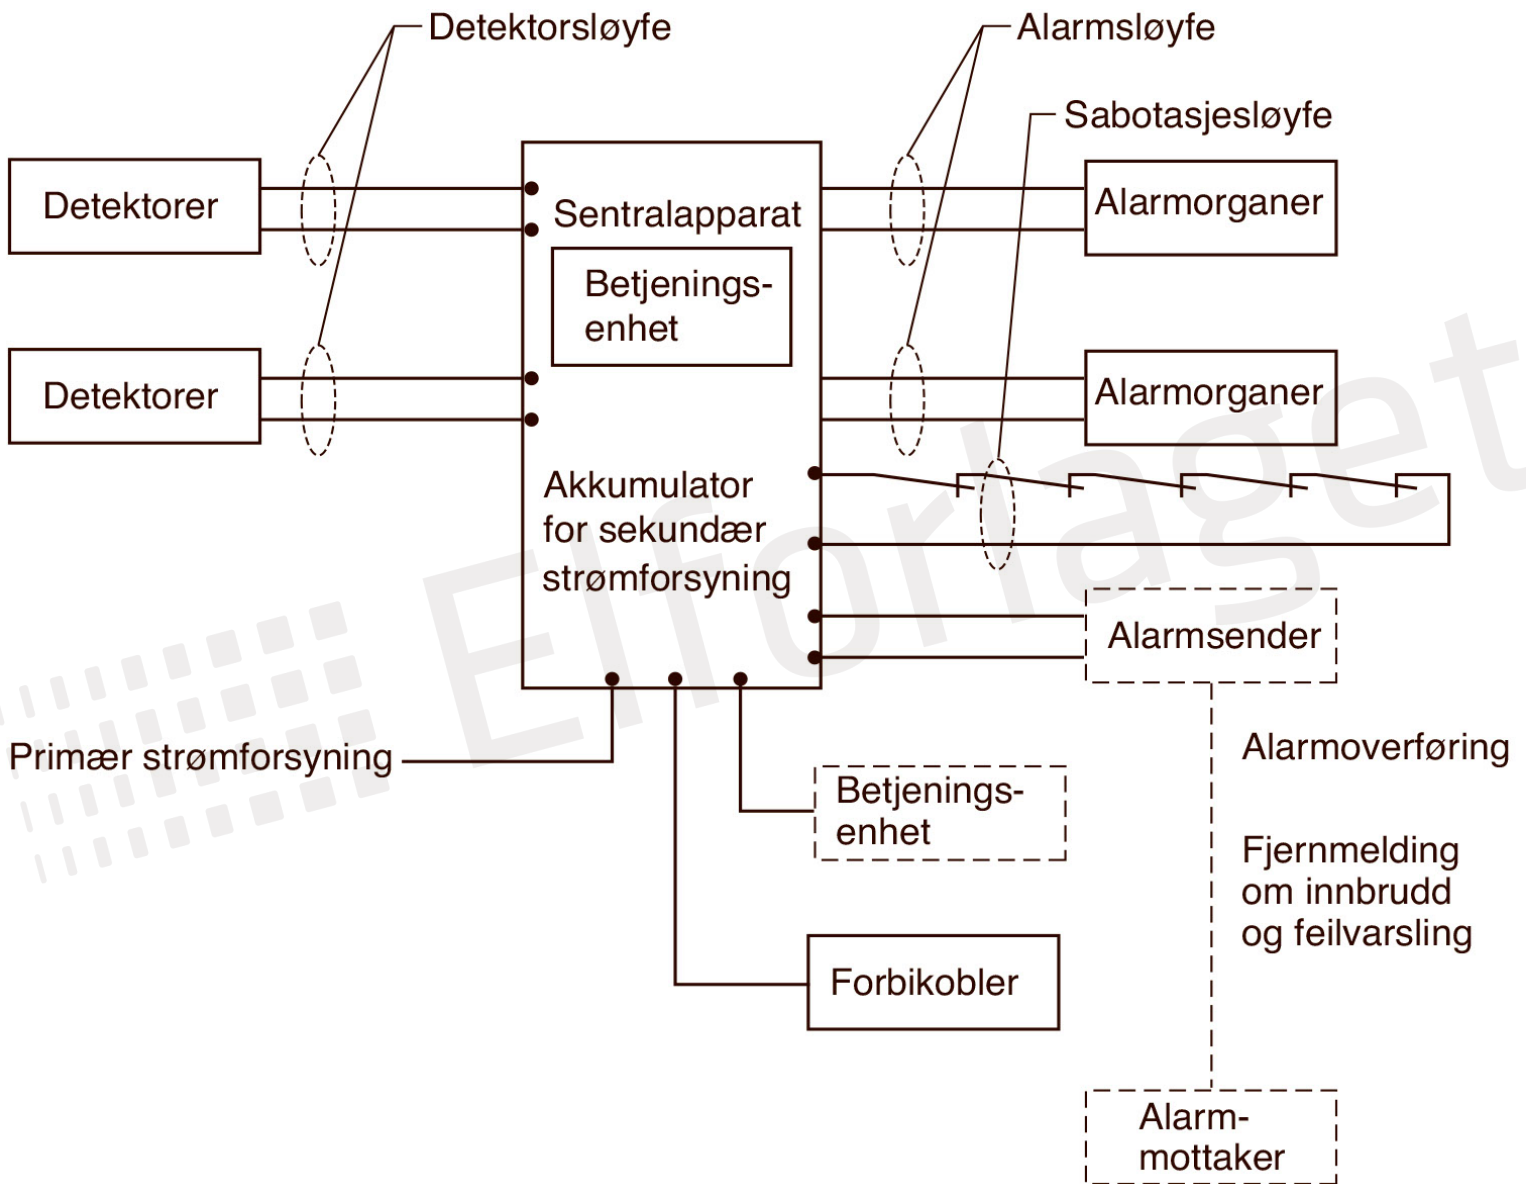 Detektorsløyfe
Alarmsløyfe
Sabotasjesløyfe
Detektorer
Sentralapparat
Alarmorganer
Betjenings-
enhet
Detektorer
Alarmorganer
Akkumulator
for sekundær
strømforsyning
Alarmsender
Primær strømforsyning
Alarmoverføring
Betjenings-
enhet
Fjernmelding
om innbrudd
og feilvarsling
Forbikobler
Alarm-
mottaker
Elforlaget